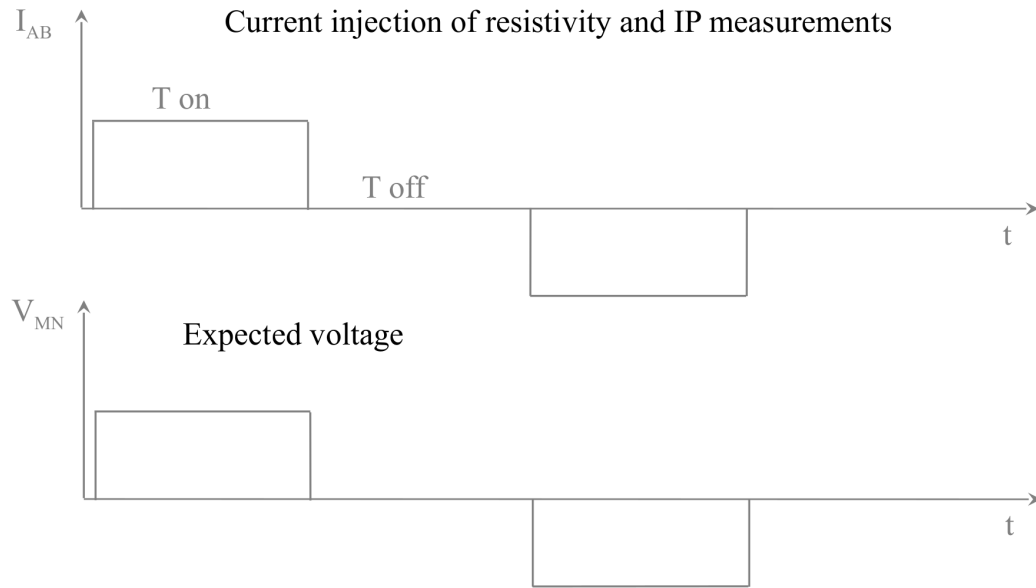 I_AB
Current injection of resistivity and IP measurements
T on
T off
t
V_MN
Expected voltage
t